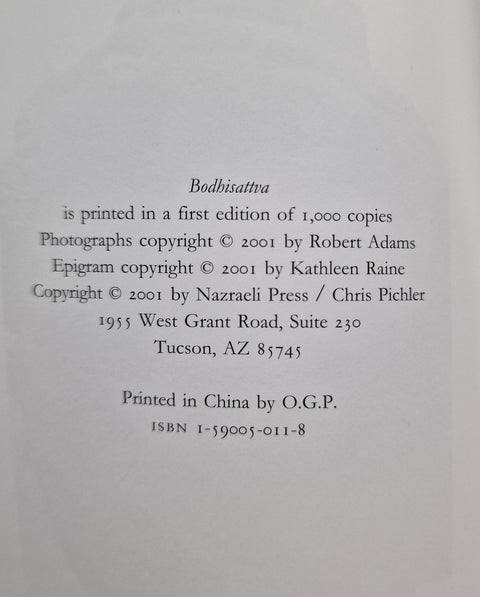 Bodhisattva
is printed in a first edition of 1,000 copies
Photographs copyright © 2001 by Robert Adams
Epigram copyright © 2001 by Kathleen Raine
Copyright © 2001 by Nazraeli Press / Chris Pichler
1955 West Grant Road, Suite 230
Tucson, AZ 85745
Printed in China by O.G.P.
ISBN 1-59005-011-8